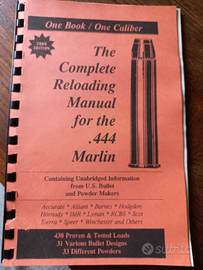 One Book / One Caliber
EDITION
The
Complete
Reloading
Manual
for the
.444
Marlin
Containing Unabridged Information
from U.S. Bullet
and Powder Makers
Accurate * Alliant * Barnes * Hodgdon
Hornady * IMR * Lyman * RCBS * Scot
Sierra * Speer * Winchester and Others
438 Proven & Tested Loads
31 Various Bullet Designs
33 Different Powders
subito